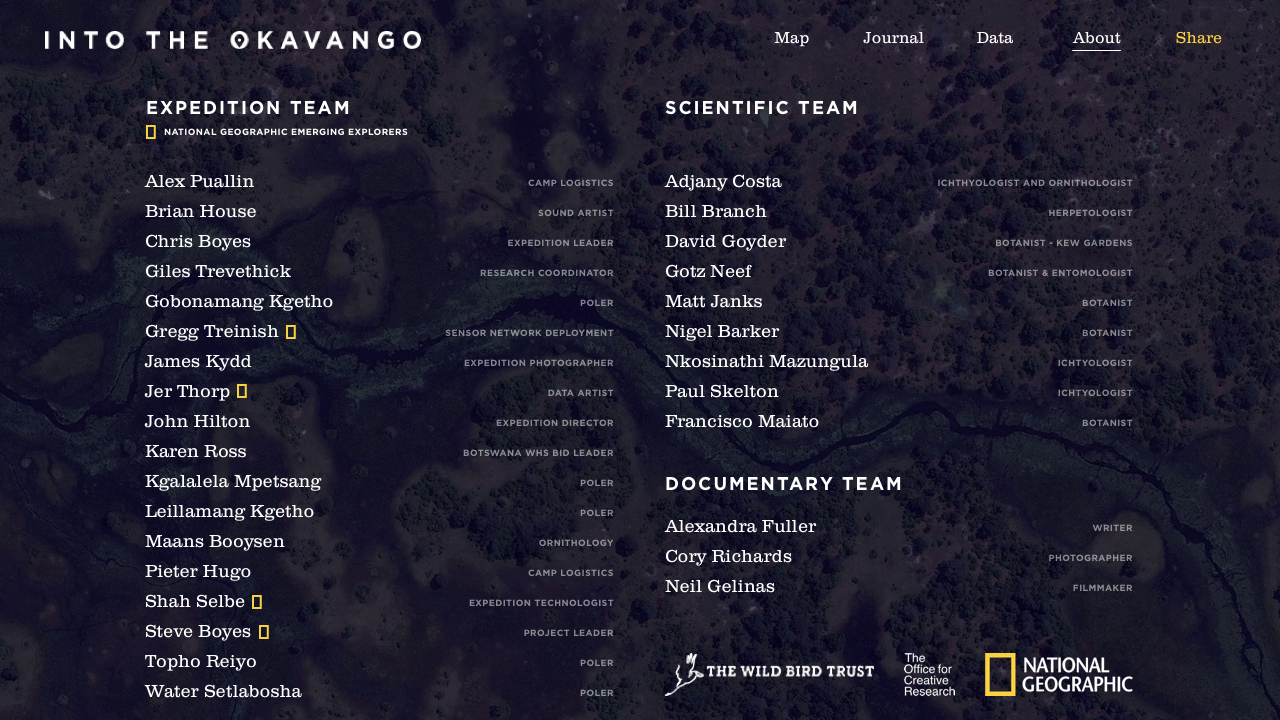 INTO THE OKAVANGO
Map Journal Data About Share
EXPEDITION TEAM
NATIONAL GEOGRAPHIC EMERGING EXPLORERS
Alex Puallin CAMP LOGISTICS
Brian House SOUND ARTIST
Chris Boyes EXPEDITION LEADER
Giles Trevethick RESEARCH COORDINATOR
Gobonamang Kgetho POLER
Gregg Treinish SENSOR NETWORK DEPLOYMENT
James Kydd EXPEDITION PHOTOGRAPHER
Jer Thorp DATA ARTIST
John Hilton EXPEDITION DIRECTOR
Karen Ross BOTSWANA WHS BID LEADER
Kgalalela Mpetsang POLER
Leillamang Kgetho POLER
Maans Booysen ORNITHOLOGY
Pieter Hugo CAMP LOGISTICS
Shah Selbe EXPEDITION TECHNOLOGIST
Steve Boyes PROJECT LEADER
Topho Reiyo POLER
Water Setlabosha POLER
SCIENTIFIC TEAM
Adjany Costa ICHTHYOLOGIST AND ORNITHOLOGIST
Bill Branch HERPETOLOGIST
David Goyder BOTANIST - KEW GARDENS
Gotz Neef BOTANIST & ENTOMOLOGIST
Matt Janks BOTANIST
Nigel Barker BOTANIST
Nkosinathi Mazungula ICHTYOLOGIST
Paul Skelton ICHTYOLOGIST
Francisco Maiato BOTANIST
DOCUMENTARY TEAM
Alexandra Fuller WRITER
Cory Richards PHOTOGRAPHER
Neil Gelinas FILMMAKER
THE WILD BIRD TRUST
The
Office for
Creative
Research
NATIONAL
GEOGRAPHIC